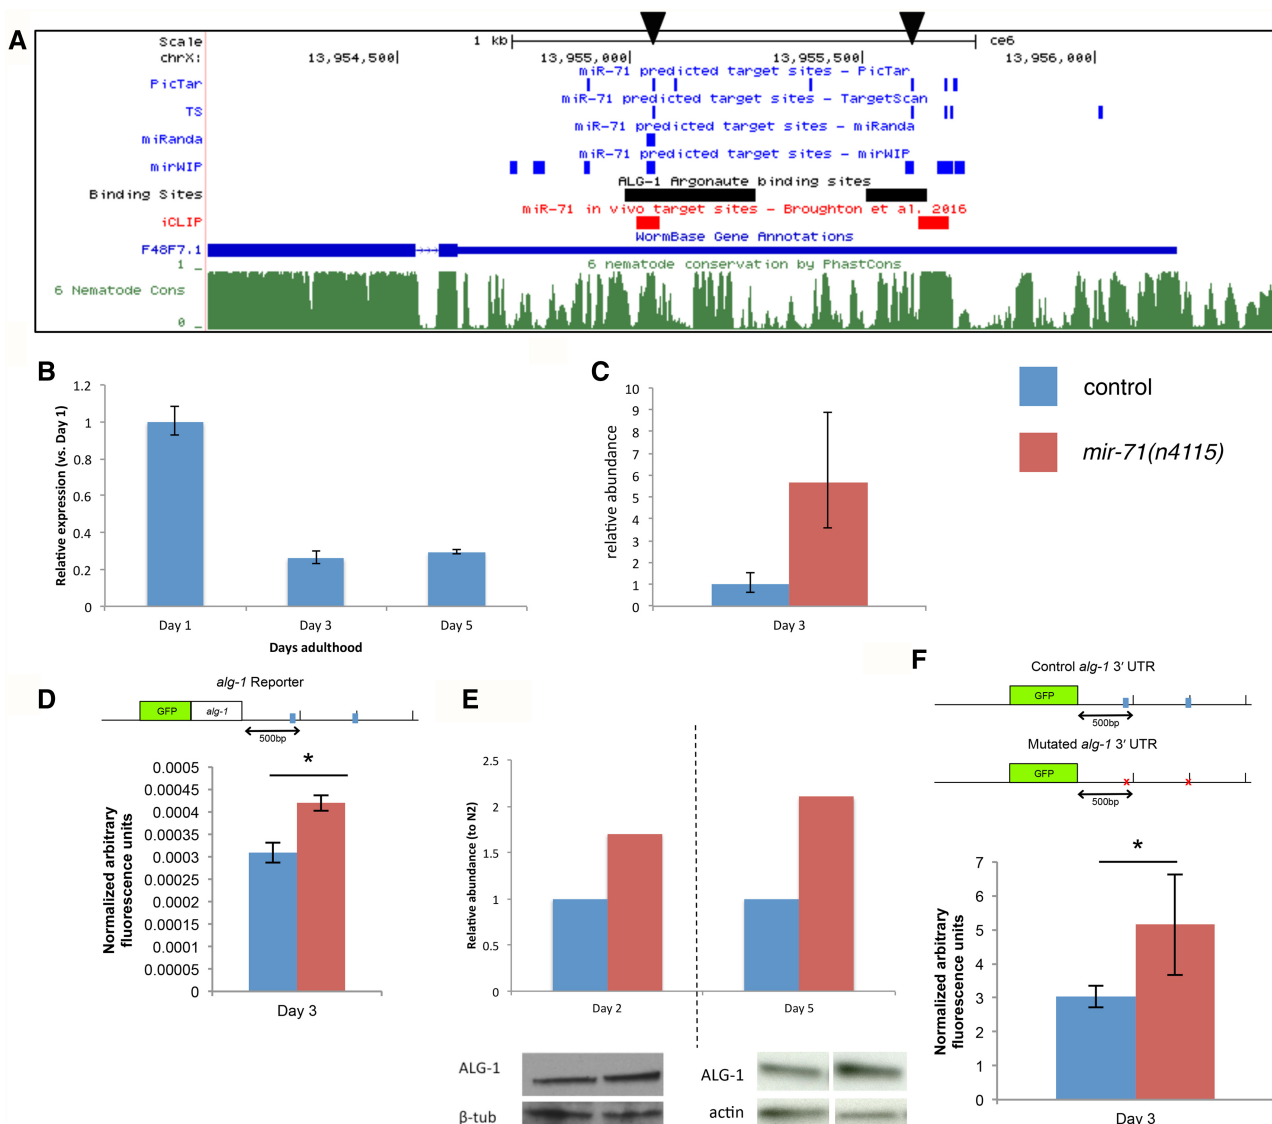 A
Scale
1 kb
ce6
chrX:
13,954,500|
13,955,000|
13,955,500|
13,956,000|
miR-71 predicted target sites - PicTar
PicTar
miR-71 predicted target sites - TargetScan
TS
miR-71 predicted target sites - miRanda
miRanda
miR-71 predicted target sites - mirWIP
mirWIP
ALG-1 Argonaute binding sites
Binding Sites
miR-71 in vivo target sites - Broughton et al. 2016
iCLIP
WormBase Gene Annotations
F48F7.1
6 nematode conservation by PhastCons
1 _
6 Nematode Cons
0 _
B
Relative expression (vs. Day 1)
1.2
1
0.8
0.6
0.4
0.2
0
Day 1
Day 3
Day 5
Days adulthood
C
relative abundance
10
9
8
7
6
5
4
3
2
1
0
Day 3
control
mir-71(n4115)
D
alg-1 Reporter
GFP
alg-1
500bp
*
Normalized arbitrary
fluorescence units
0.0005
0.00045
0.0004
0.00035
0.0003
0.00025
0.0002
0.00015
0.0001
0.00005
0
Day 3
E
Relative abundance (to N2)
2.5
2
1.5
1
0.5
0
Day 2
Day 5
ALG-1
β-tub
ALG-1
actin
F
Control alg-1 3′ UTR
GFP
500bp
Mutated alg-1 3′ UTR
GFP
x
x
500bp
*
Normalized arbitrary
fluorescence units
7
6
5
4
3
2
1
0
Day 3